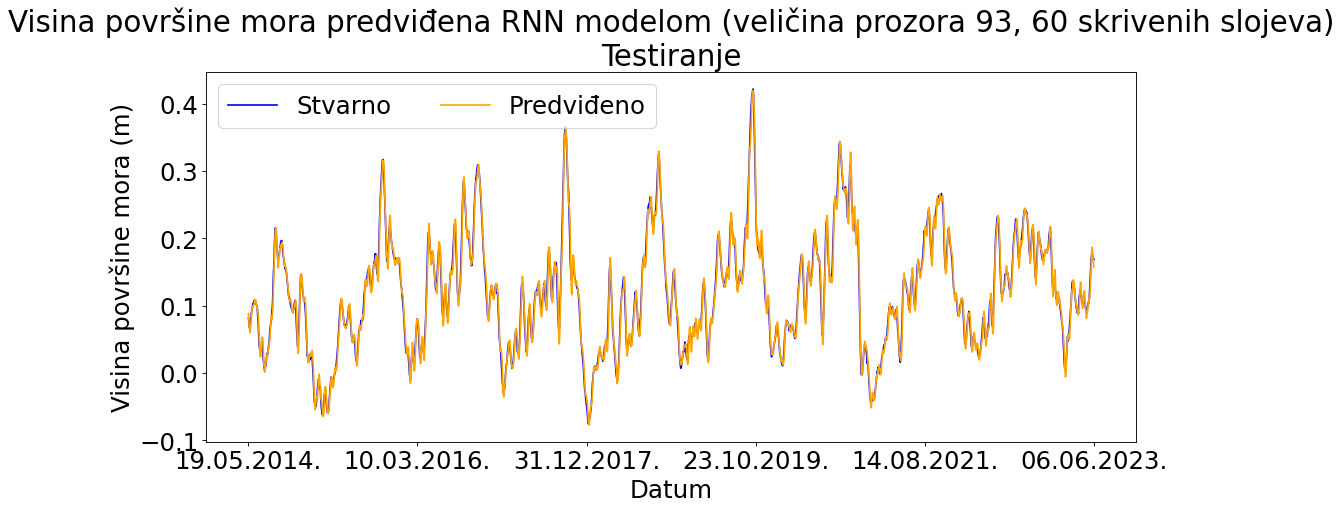 Visina površine mora predviđena RNN modelom (veličina prozora 93, 60 skrivenih slojeva)
Testiranje
Stvarno
Predviđeno
Visina površine mora (m)
0.4
0.3
0.2
0.1
0.0
−0.1
19.05.2014.
10.03.2016.
31.12.2017.
23.10.2019.
14.08.2021.
06.06.2023.
Datum